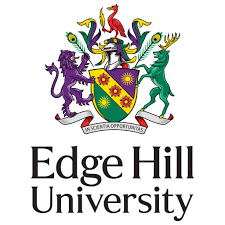 IN SCIENTIA OPPORTUNITAS
Edge Hill
University